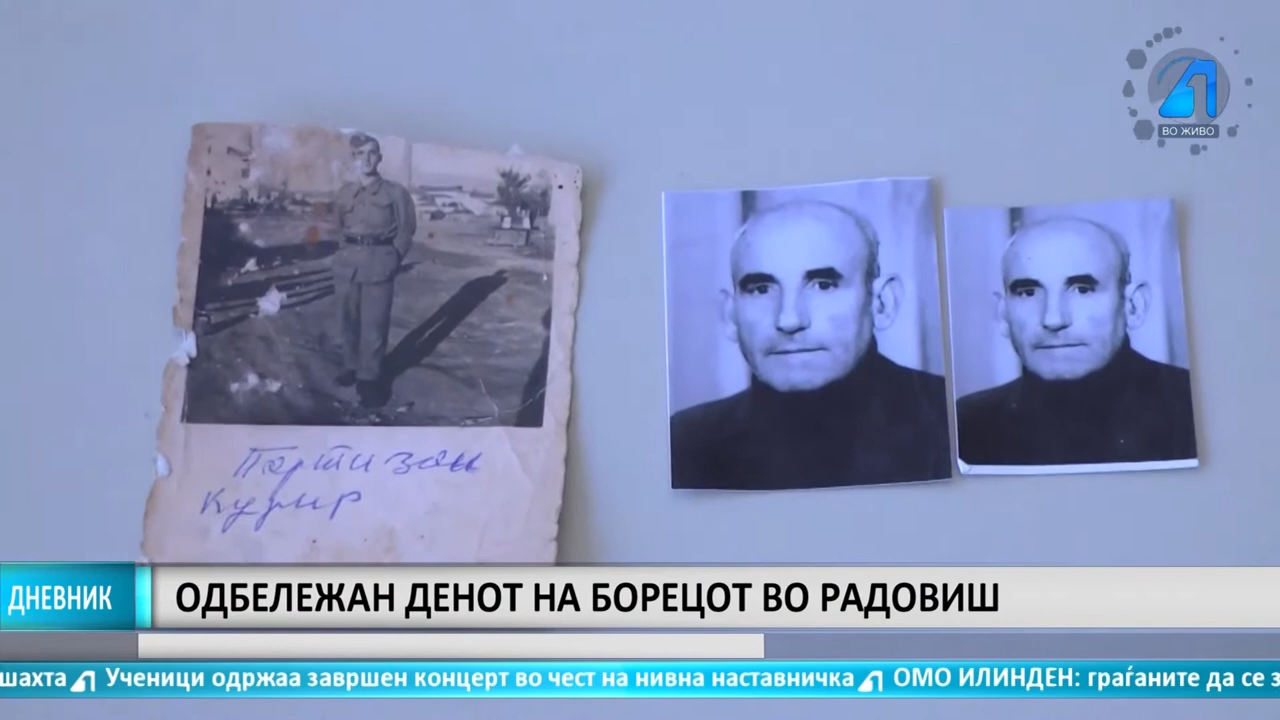 ВО ЖИВО
Партизан
Кузир
ДНЕВНИК
ОДБЕЛЕЖАН ДЕНОТ НА БОРЕЦОТ ВО РАДОВИШ
шахта Ученици одржаа завршен концерт во чест на нивна наставничка ОМО ИЛИНДЕН: граѓаните да се з